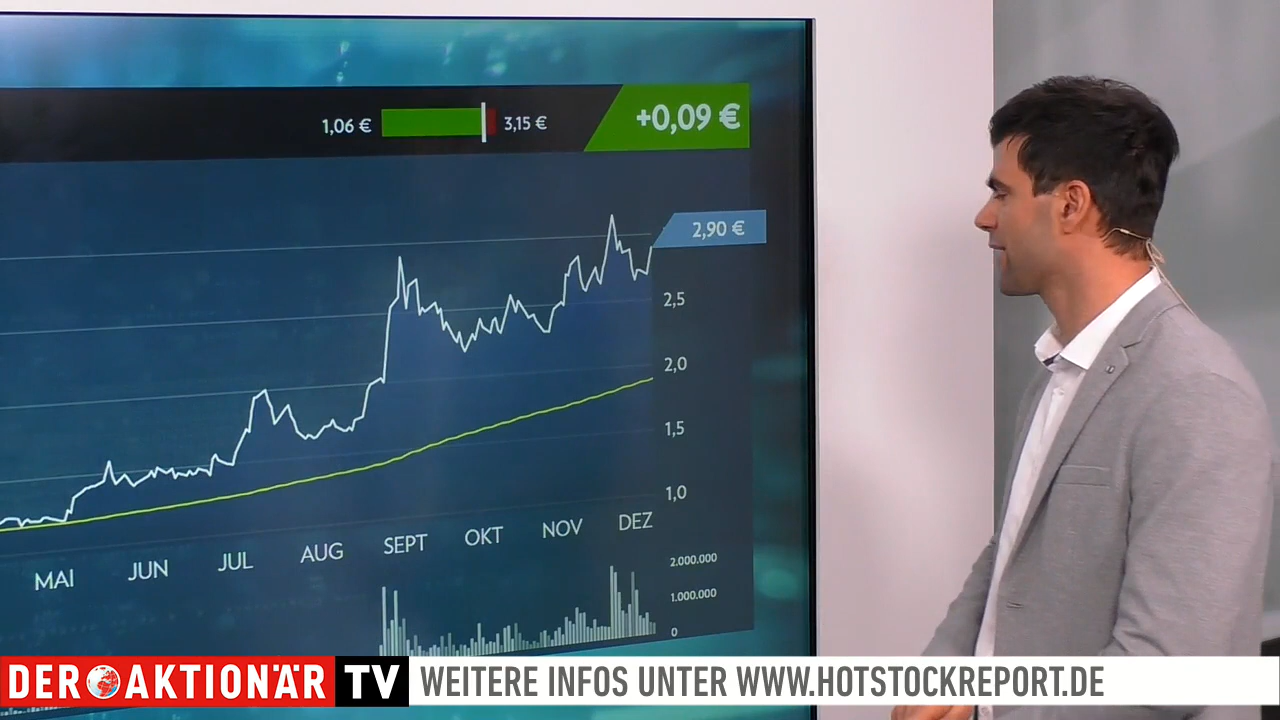 1,06 € 3,15 € +0,09 €
2,90 €
2,5
2,0
1,5
1,0
MAI JUN JUL AUG SEPT OKT NOV DEZ
2.000.000
1.000.000
0
DER AKTIONÄR TV WEITERE INFOS UNTER WWW.HOTSTOCKREPORT.DE